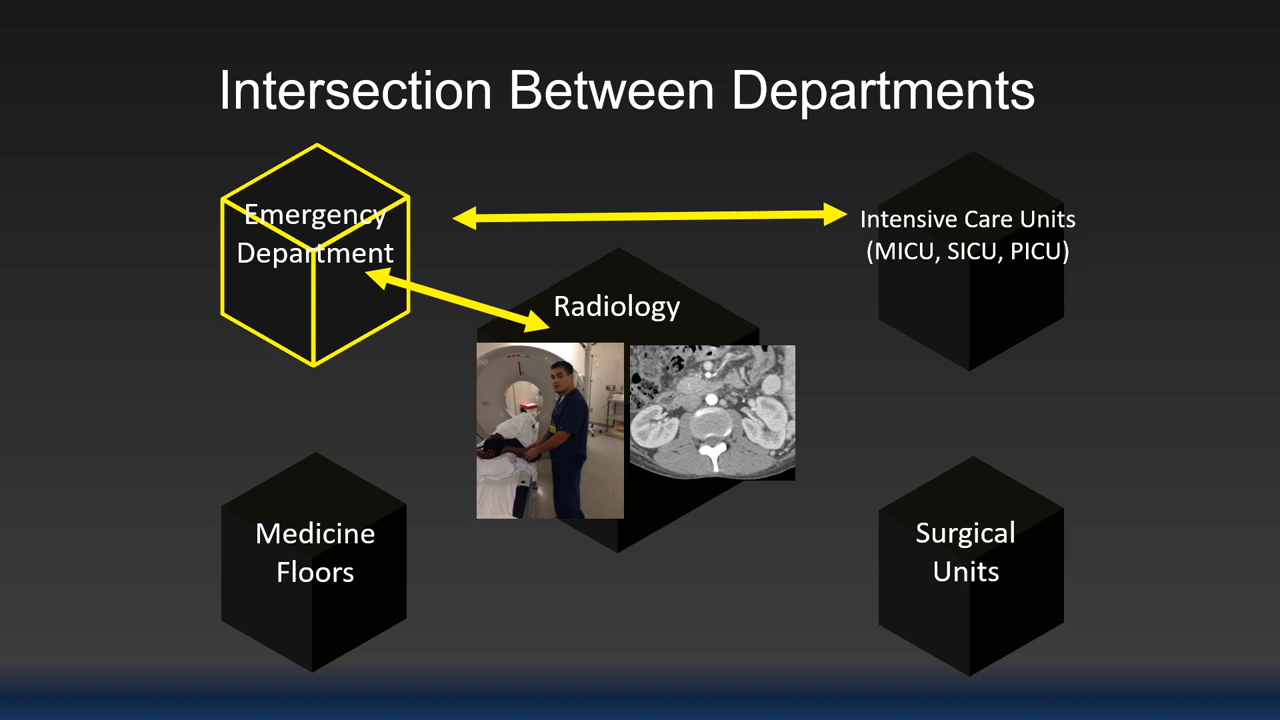 Intersection Between Departments
Emergency
Department
Intensive Care Units
(MICU, SICU, PICU)
Radiology
Medicine
Floors
Surgical
Units